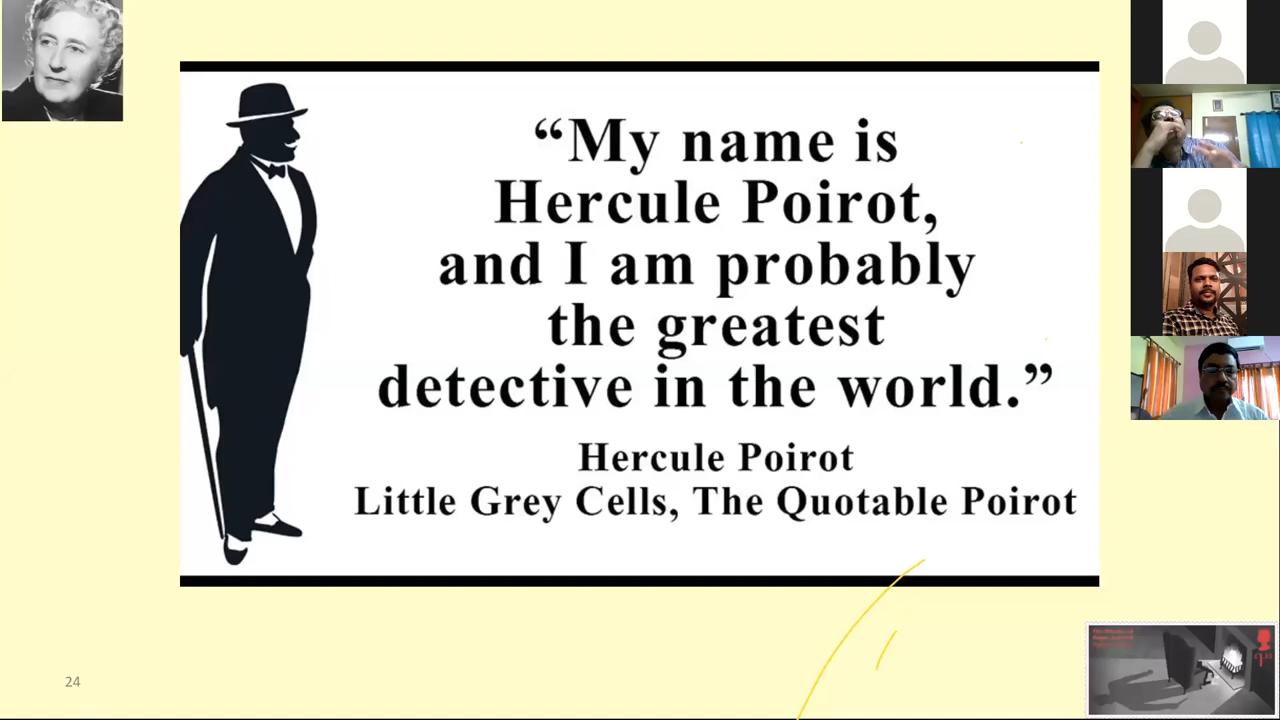 “My name is
Hercule Poirot,
and I am probably
the greatest
detective in the world.”
Hercule Poirot
Little Grey Cells, The Quotable Poirot
24